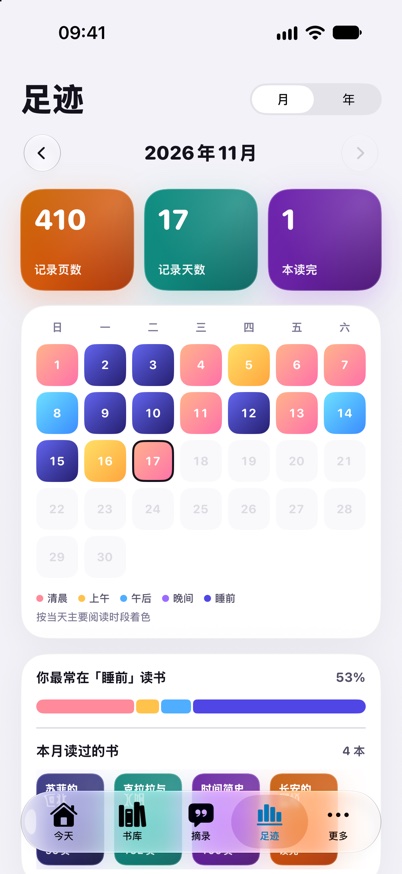 09:41
足迹
月 年
2026年11月
410 17 1
记录页数 记录天数 本读完
日 一 二 三 四 五 六
1 2 3 4 5 6 7
8 9 10 11 12 13 14
15 16 17 18 19 20 21
22 23 24 25 26 27 28
29 30
清晨 上午 午后 晚间 睡前
按当天主要阅读时段着色
你最常在「睡前」读书 53%
本月读过的书 4 本
苏菲的 克拉拉与 时间简史 长安的
今天 书库 摘录 足迹 更多